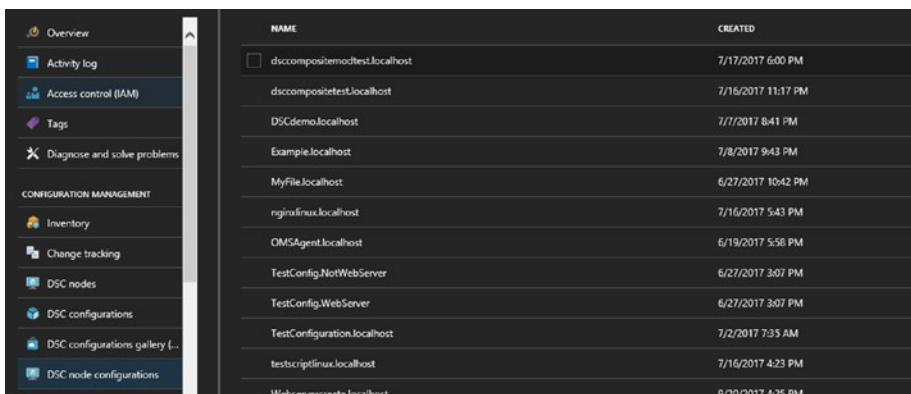 Overview
Activity log
Access control (IAM)
Tags
Diagnose and solve problems
CONFIGURATION MANAGEMENT
Inventory
Change tracking
DSC nodes
DSC configurations
DSC configurations gallery (...
DSC node configurations
NAME CREATED
dsccompositemodtest.localhost 7/17/2017 6:00 PM
dsccompositetest.localhost 7/16/2017 11:17 PM
DSCdemo.localhost 7/7/2017 8:41 PM
Example.localhost 7/8/2017 9:43 PM
MyFile.localhost 6/27/2017 10:42 PM
nginxlinux.localhost 7/16/2017 5:43 PM
OMSAgent.localhost 6/19/2017 5:58 PM
TestConfig.NotWebServer 6/27/2017 3:07 PM
TestConfig.WebServer 6/27/2017 3:07 PM
TestConfiguration.localhost 7/2/2017 7:35 AM
testscriptlinux.localhost 7/16/2017 4:23 PM